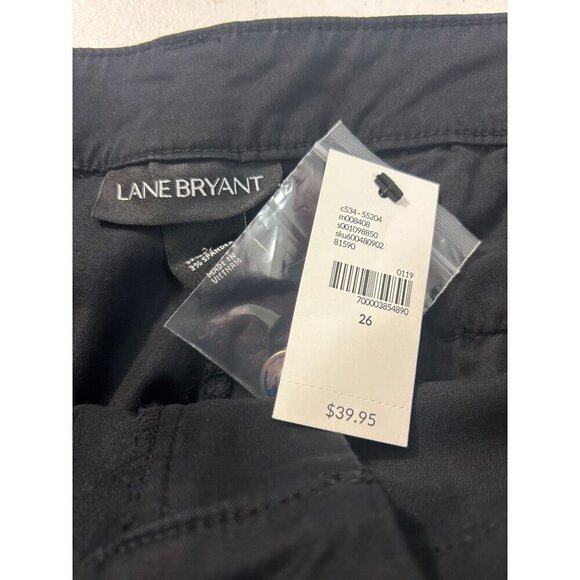 LANE BRYANT
3% SPANDEX
MADE IN
VIETNAM
c534 - 55204
m008408
s001098850
sku600480902
81590
0119
700003854890
26
$39.95